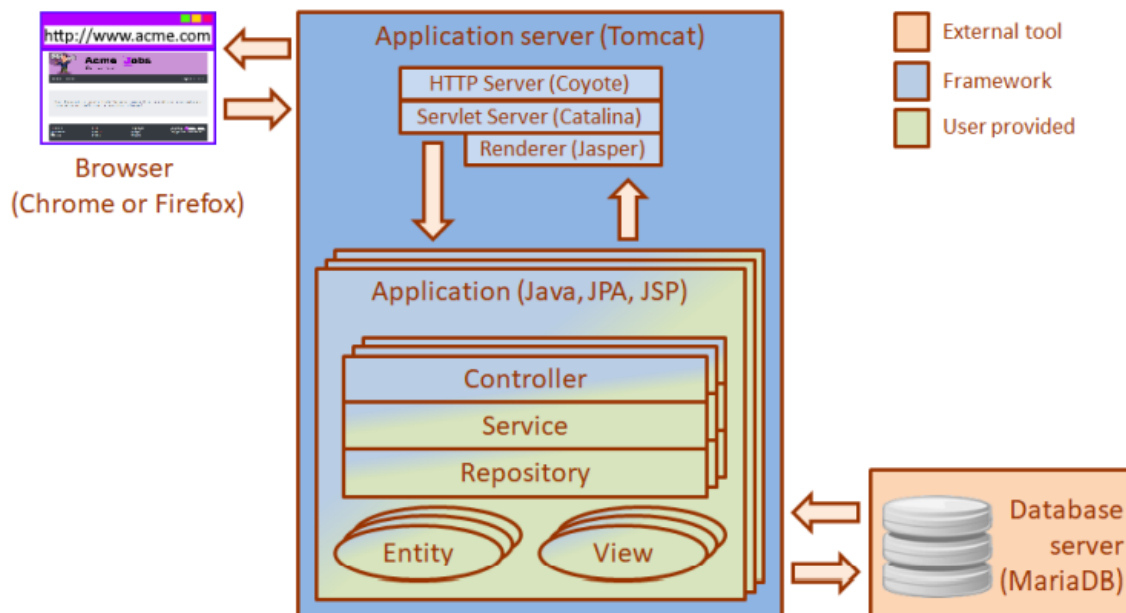 http://www.acme.com
Acme Jobs
Browser
(Chrome or Firefox)
Application server (Tomcat)
HTTP Server (Coyote)
Servlet Server (Catalina)
Renderer (Jasper)
Application (Java, JPA, JSP)
Controller
Service
Repository
Entity
View
External tool
Framework
User provided
Database
server
(MariaDB)